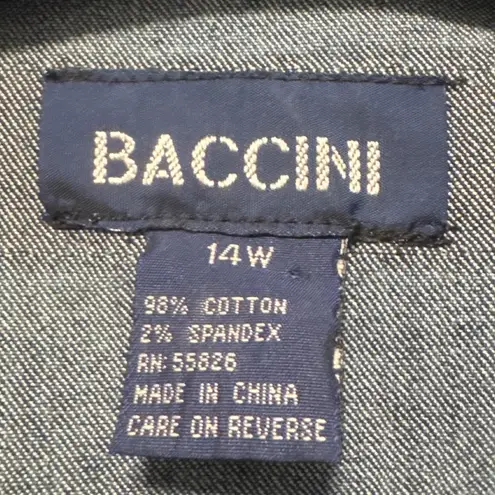 BACCINI
14W
98% COTTON
2% SPANDEX
RN: 55826
MADE IN CHINA
CARE ON REVERSE